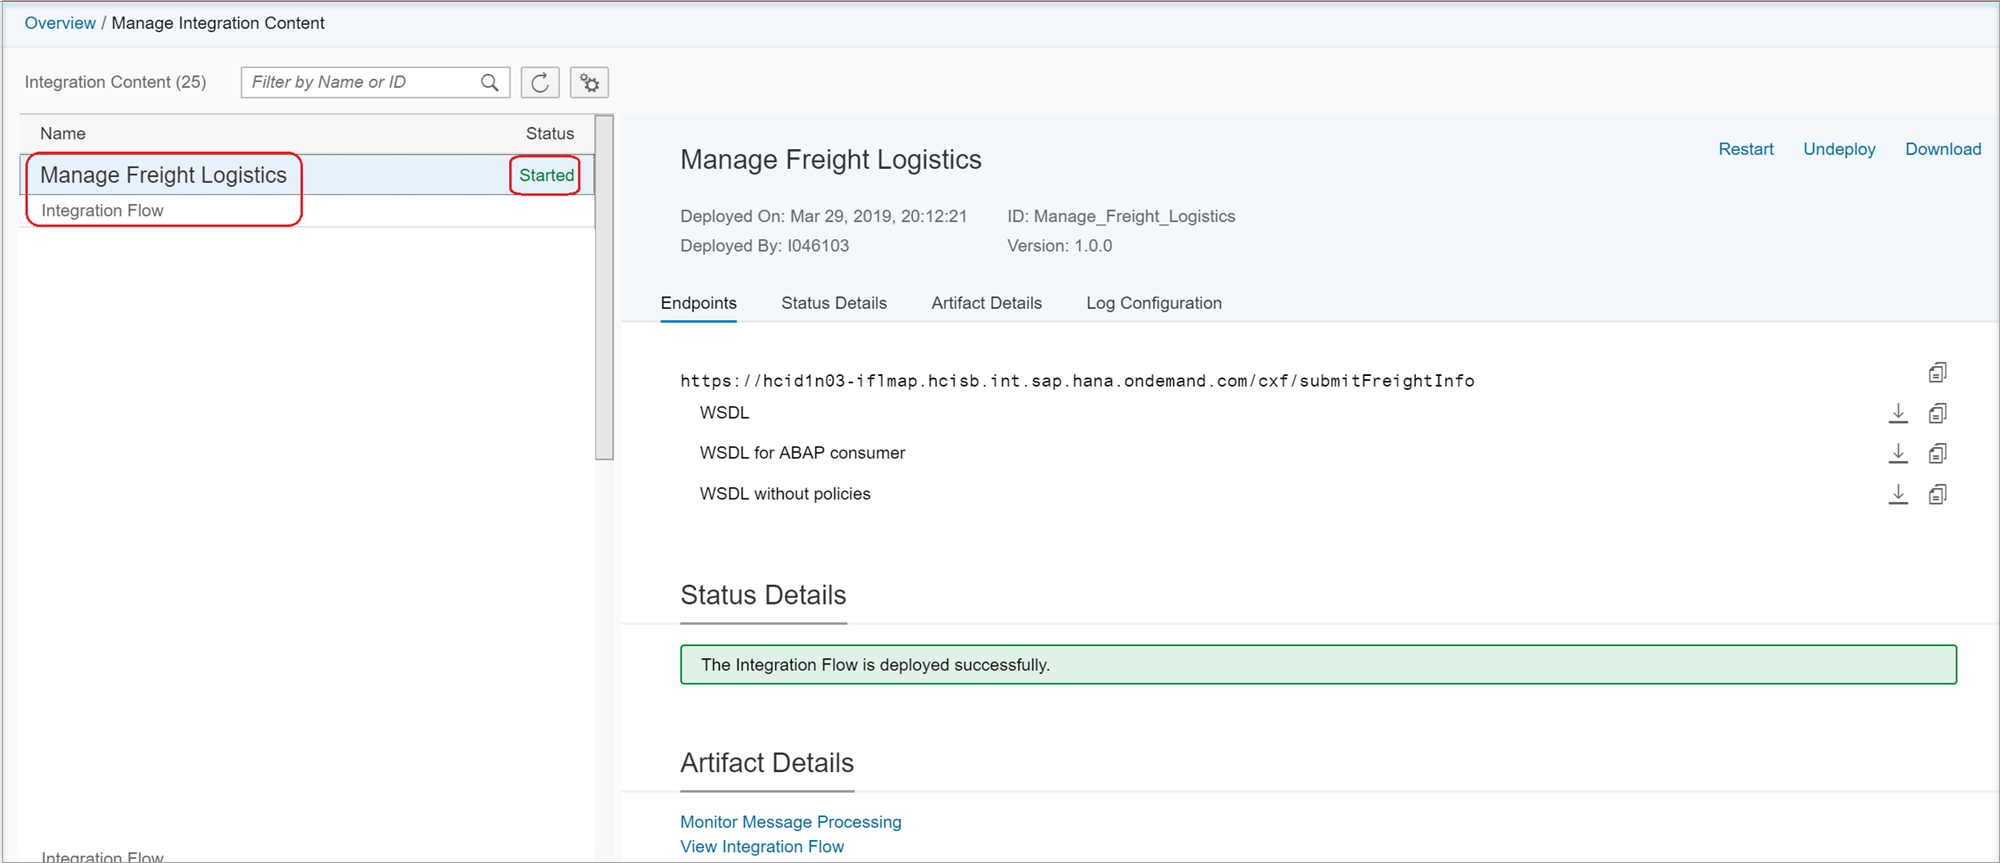 Overview / Manage Integration Content
Integration Content (25)
Filter by Name or ID
Name
Status
Manage Freight Logistics
Started
Integration Flow
Integration Flow
Manage Freight Logistics
Restart
Undeploy
Download
Deployed On: Mar 29, 2019, 20:12:21
ID: Manage_Freight_Logistics
Deployed By: I046103
Version: 1.0.0
Endpoints
Status Details
Artifact Details
Log Configuration
https://hcid1n03-iflmap.hcisb.int.sap.hana.ondemand.com/cxf/submitFreightInfo
WSDL
WSDL for ABAP consumer
WSDL without policies
Status Details
The Integration Flow is deployed successfully.
Artifact Details
Monitor Message Processing
View Integration Flow